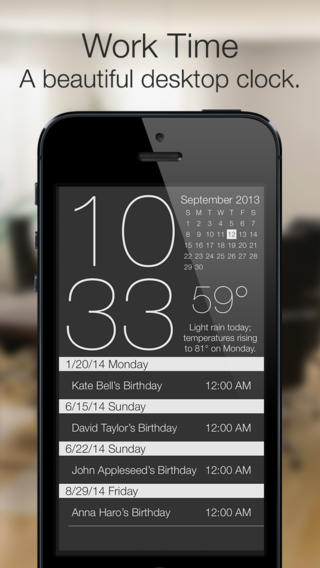 Work Time
A beautiful desktop clock.
10
33
September 2013
S M T W T F S
1 2 3 4 5 6 7
8 9 10 11 12 13 14
15 16 17 18 19 20 21
22 23 24 25 26 27 28
29 30
59°
Light rain today;
temperatures rising
to 81° on Monday.
1/20/14 Monday
Kate Bell's Birthday 12:00 AM
6/15/14 Sunday
David Taylor's Birthday 12:00 AM
6/22/14 Sunday
John Appleseed's Birthday 12:00 AM
8/29/14 Friday
Anna Haro's Birthday 12:00 AM